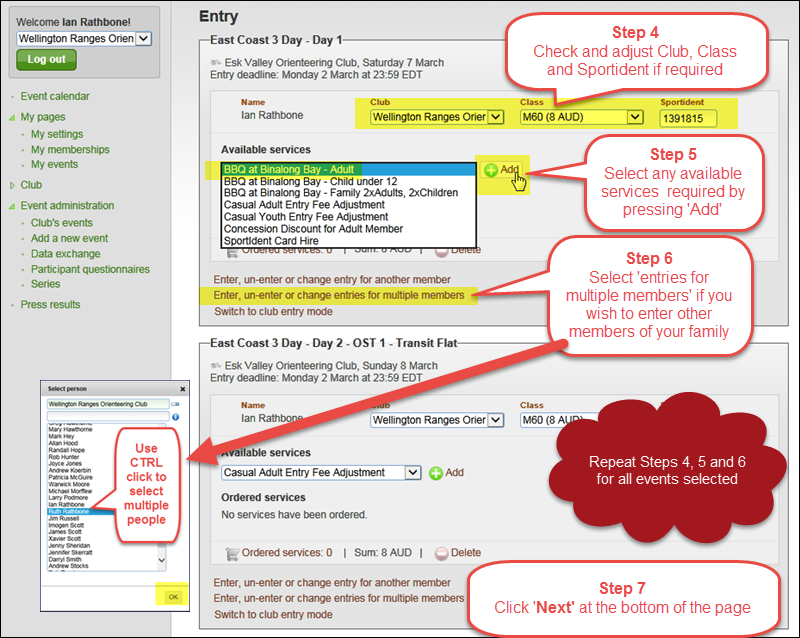 Welcome Ian Rathbone!
Wellington Ranges Orien
Log out
Event calendar
My pages
My settings
My memberships
My events
Club
Event administration
Club's events
Add a new event
Data exchange
Participant questionnaires
Series
Press results
Entry
East Coast 3 Day - Day 1
Esk Valley Orienteering Club, Saturday 7 March
Entry deadline: Monday 2 March at 23:59 EDT
Name Club Class Sportident
Ian Rathbone Wellington Ranges Orier M60 (8 AUD) 1391815
Available services
BBQ at Binalong Bay - Adult
BBQ at Binalong Bay - Child under 12
BBQ at Binalong Bay - Family 2xAdults, 2xChildren
Casual Adult Entry Fee Adjustment
Casual Youth Entry Fee Adjustment
Concession Discount for Adult Member
SportIdent Card Hire
Add
Ordered services: 0 | Sum: 8 AUD | Delete
Enter, un-enter or change entry for another member
Enter, un-enter or change entries for multiple members
Switch to club entry mode
Step 4
Check and adjust Club, Class
and Sportident if required
Step 5
Select any available
services required by
pressing 'Add'
Step 6
Select 'entries for
multiple members' if you
wish to enter other
members of your family
East Coast 3 Day - Day 2 - OST 1 - Transit Flat
Esk Valley Orienteering Club, Sunday 8 March
Entry deadline: Monday 2 March at 23:59 EDT
Name Club Class
Ian Rathbone Wellington Ranges Orier M60 (8 AUD)
Available services
Casual Adult Entry Fee Adjustment Add
Ordered services
No services have been ordered.
Ordered services: 0 | Sum: 8 AUD | Delete
Enter, un-enter or change entry for another member
Enter, un-enter or change entries for multiple members
Switch to club entry mode
Repeat Steps 4, 5 and 6
for all events selected
Step 7
Click 'Next' at the bottom of the page
Select person
Wellington Ranges Orienteering Club
Mary Hawthorne
Mark Hey
Allan Hood
Randall Hope
Rob Hunter
Joyce Jones
Andrew Koerbin
Patricia McGuire
Warwick Moore
Michael Morffew
Larry Podmore
Ian Rathbone
Ruth Rathbone
Jim Russell
Imogen Scott
James Scott
Xavier Scott
Jenny Sheridan
Jennifer Skerratt
Darryl Smith
Andrew Stocks
OK
Use
CTRL
click to
select
multiple
people